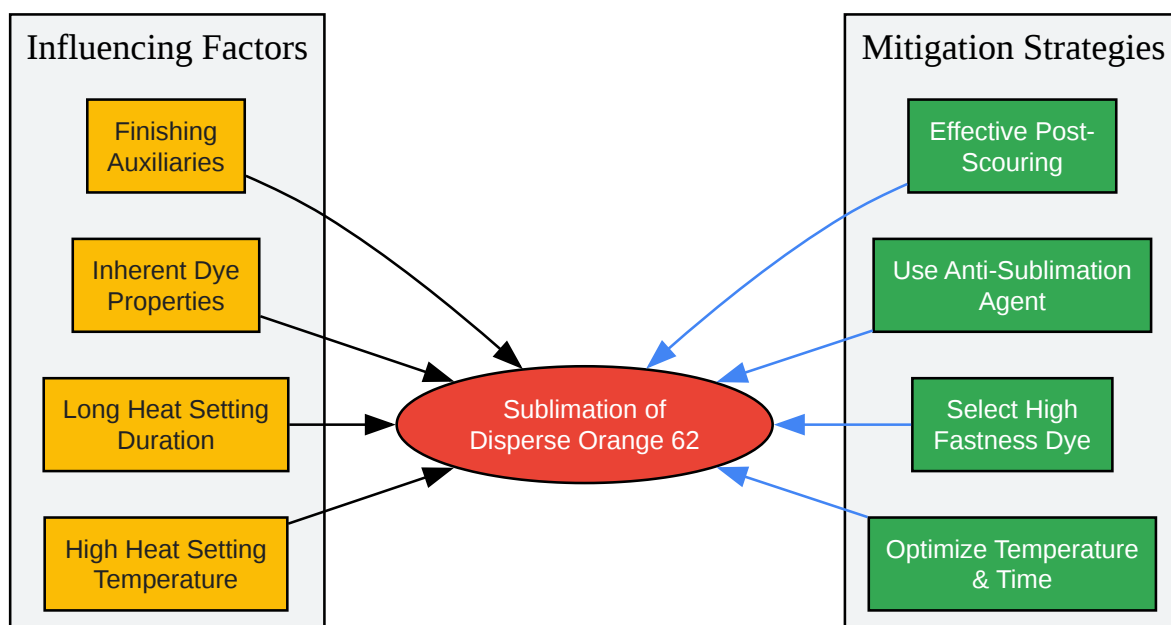 Influencing Factors
Finishing
Auxiliaries
Inherent Dye
Properties
Long Heat Setting
Duration
High Heat Setting
Temperature
Sublimation of
Disperse Orange 62
Mitigation Strategies
Effective Post-
Scouring
Use Anti-Sublimation
Agent
Select High
Fastness Dye
Optimize Temperature
& Time